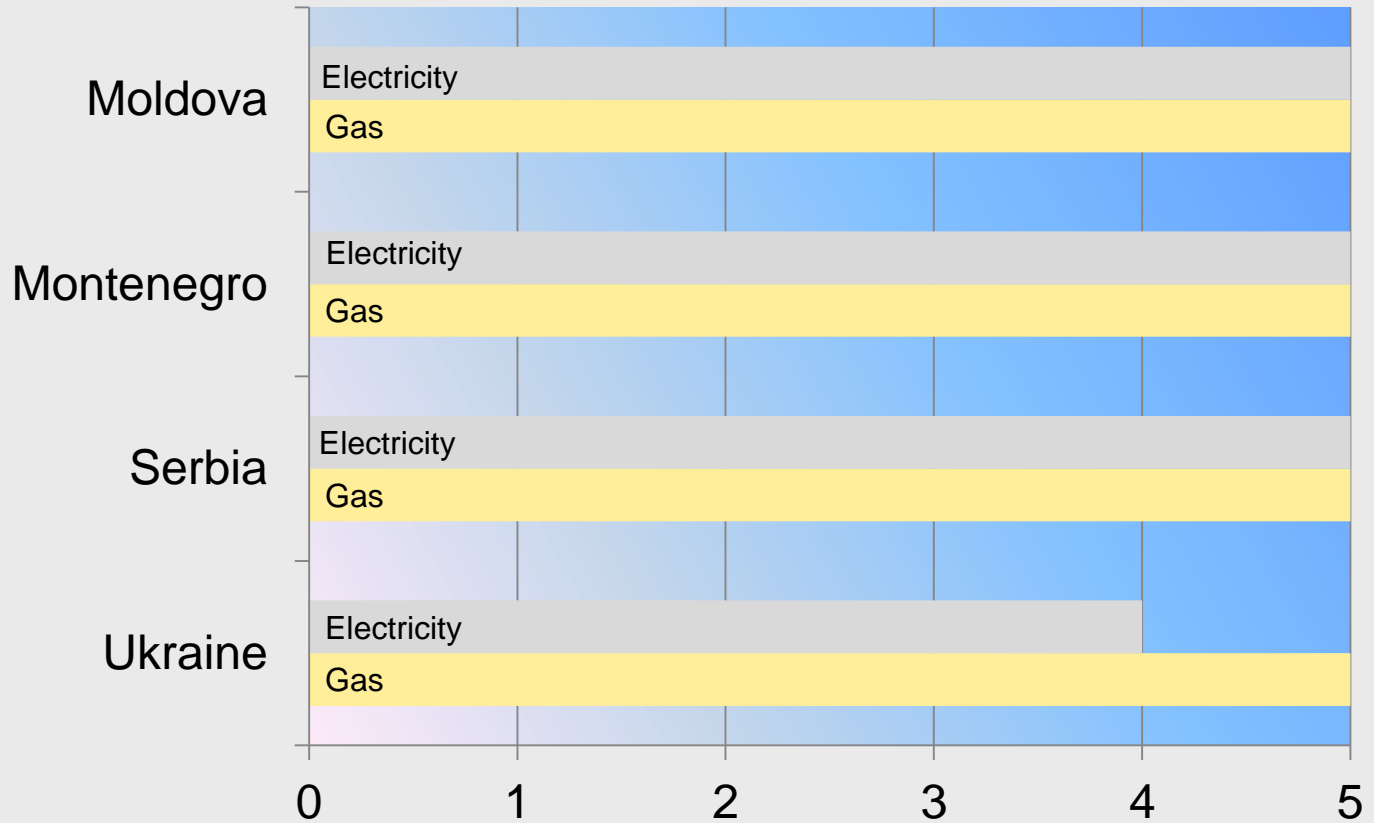 Moldova
Electricity
Gas
Montenegro
Electricity
Gas
Serbia
Electricity
Gas
Ukraine
Electricity
Gas
0 1 2 3 4 5